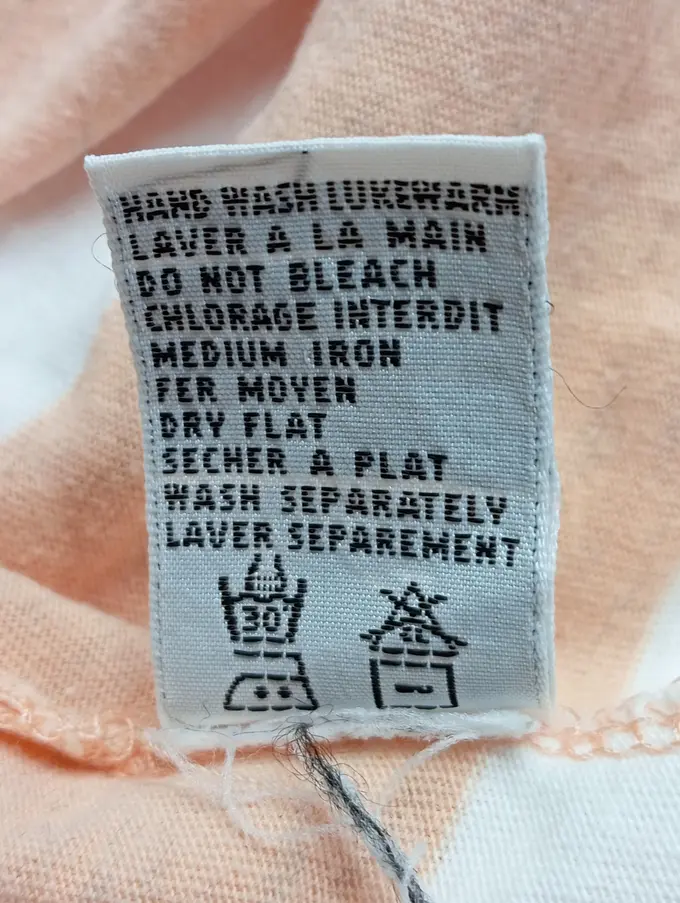 HAND WASH LUKEWARM
LAVER A LA MAIN
DO NOT BLEACH
CHLORAGE INTERDIT
MEDIUM IRON
FER MOYEN
DRY FLAT
SECHER A PLAT
WASH SEPARATELY
LAVER SEPAREMENT
30